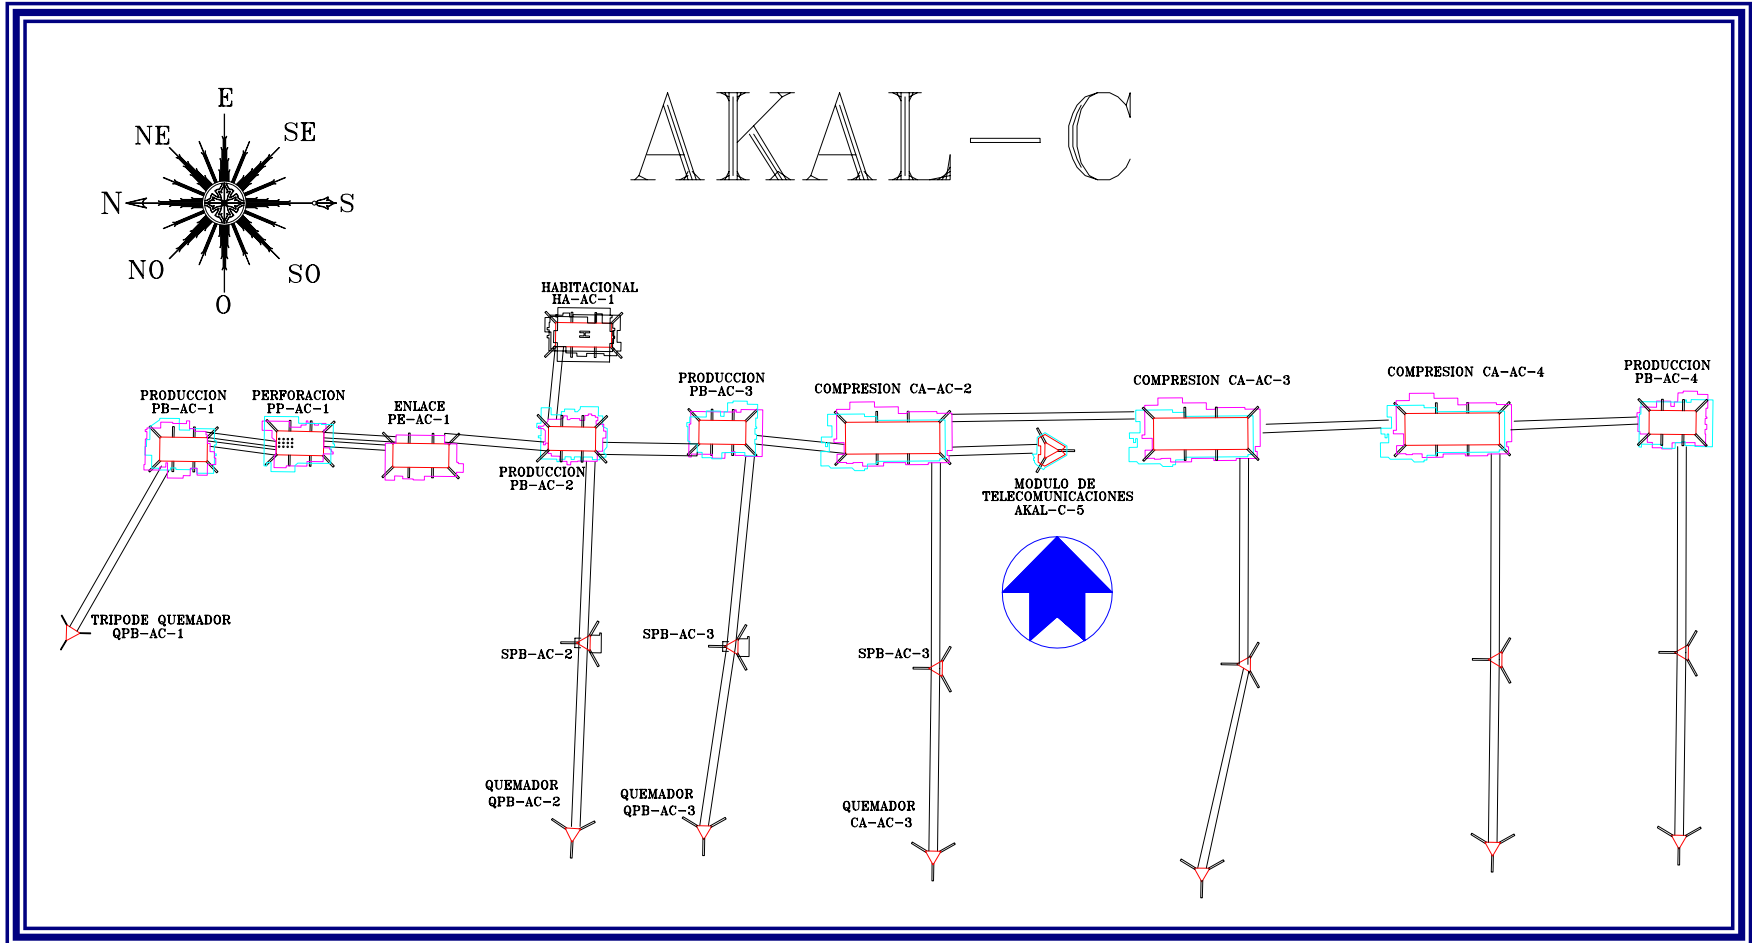 AKAL-C
E
NE
SE
N
S
NO
SO
O
HABITACIONAL
HA-AC-1
PRODUCCION
PB-AC-1
PERFORACION
PP-AC-1
ENLACE
PE-AC-1
PRODUCCION
PB-AC-2
PRODUCCION
PB-AC-3
COMPRESION CA-AC-2
MODULO DE
TELECOMUNICACIONES
AKAL-C-5
COMPRESION CA-AC-3
COMPRESION CA-AC-4
PRODUCCION
PB-AC-4
TRIPODE QUEMADOR
QPB-AC-1
SPB-AC-2
SPB-AC-3
SPB-AC-3
QUEMADOR
QPB-AC-2
QUEMADOR
QPB-AC-3
QUEMADOR
CA-AC-3
H